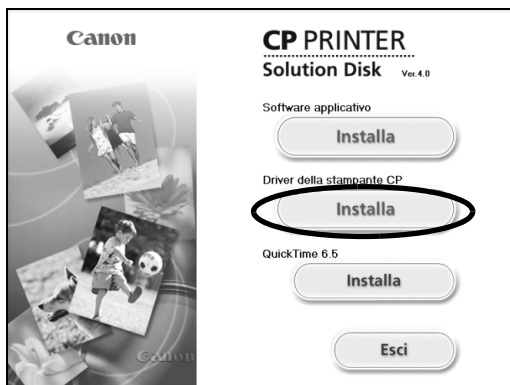 Canon
CP PRINTER
Solution Disk Ver.4.0
Software applicativo
Installa
Driver della stampante CP
Installa
QuickTime 6.5
Installa
Esci
Canon